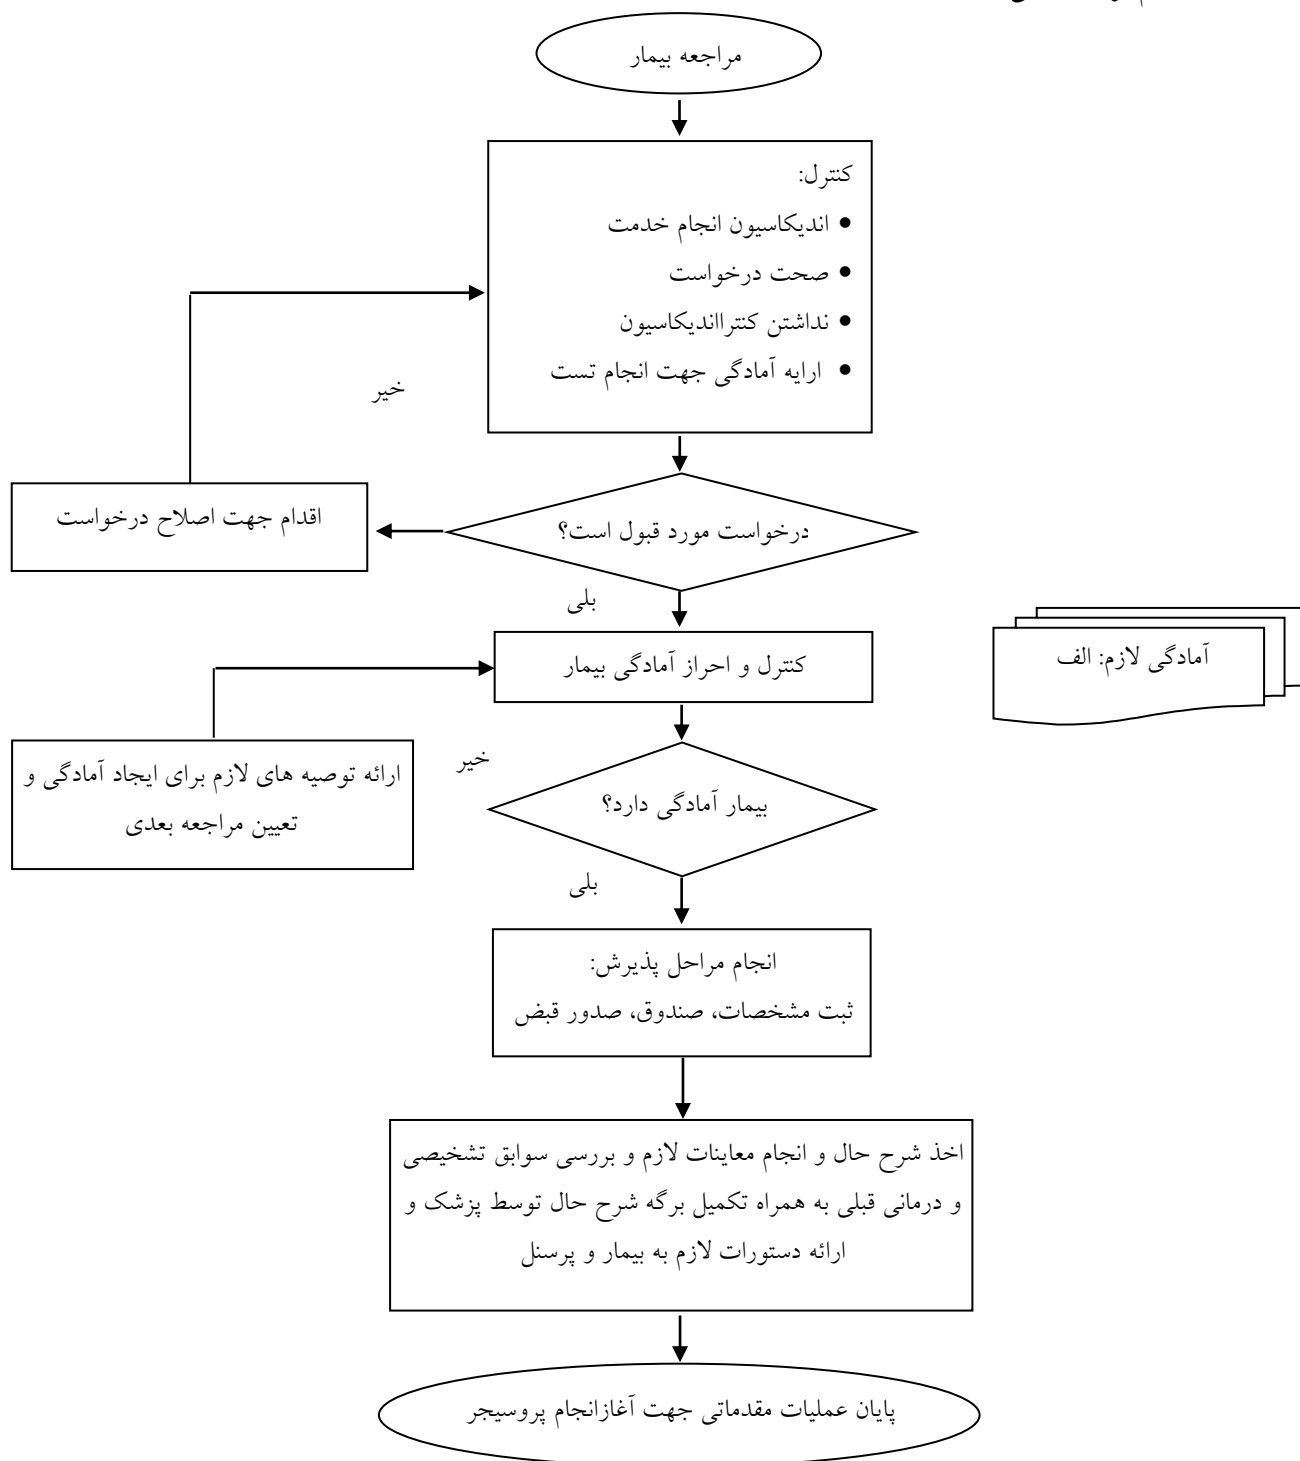 مراجعه بیمار
کنترل:
● اندیکاسیون انجام خدمت
● صحت درخواست
● نداشتن کنترااندیکاسیون
● ارایه آمادگی جهت انجام تست
خیر
درخواست مورد قبول است؟
اقدام جهت اصلاح درخواست
بلی
کنترل و احراز آمادگی بیمار
آمادگی لازم: الف
خیر
بیمار آمادگی دارد؟
ارائه توصیه های لازم برای ایجاد آمادگی و
تعیین مراجعه بعدی
بلی
انجام مراحل پذیرش:
ثبت مشخصات، صندوق، صدور قبض
اخذ شرح حال و انجام معاینات لازم و بررسی سوابق تشخیصی
و درمانی قبلی به همراه تکمیل برگه شرح حال توسط پزشک و
ارائه دستورات لازم به بیمار و پرسنل
پایان عملیات مقدماتی جهت آغازانجام پروسیجر